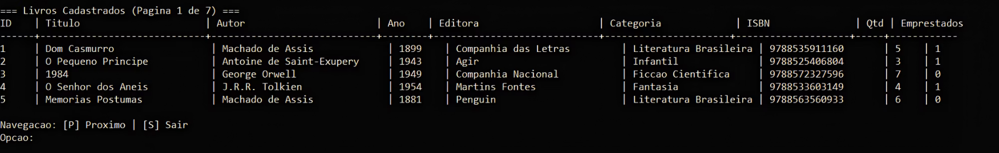 === Livros Cadastrados (Pagina 1 de 7) ===
ID    | Titulo                      | Autor                       | Ano    | Editora                     | Categoria             | ISBN               | Qtd | Emprestados
------+-----------------------------+-----------------------------+--------+-----------------------------+-----------------------+--------------------+-----+------------
1     | Dom Casmurro                 | Machado de Assis             | 1899   | Companhia das Letras         | Literatura Brasileira | 9788535911160       | 5    | 1
2     | O Pequeno Principe           | Antoine de Saint-Exupery     | 1943   | Agir                         | Infantil              | 9788525406804       | 3    | 1
3     | 1984                         | George Orwell                | 1949   | Companhia Nacional           | Ficcao Cientifica     | 9788572327596       | 7    | 0
4     | O Senhor dos Aneis           | J.R.R. Tolkien               | 1954   | Martins Fontes               | Fantasia              | 9788533603149       | 4    | 1
5     | Memorias Postumas            | Machado de Assis             | 1881   | Penguin                      | Literatura Brasileira | 9788563560933       | 6    | 0
Navegacao: [P] Proximo | [S] Sair
Opcao: